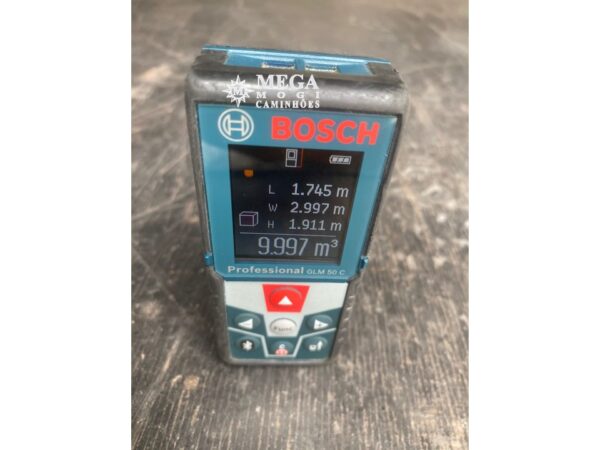 MEGA
MOGI
CAMINHÕES
BOSCH
L 1.745 m
W 2.997 m
H 1.911 m
9.997 m³
Professional GLM 50 C
Func